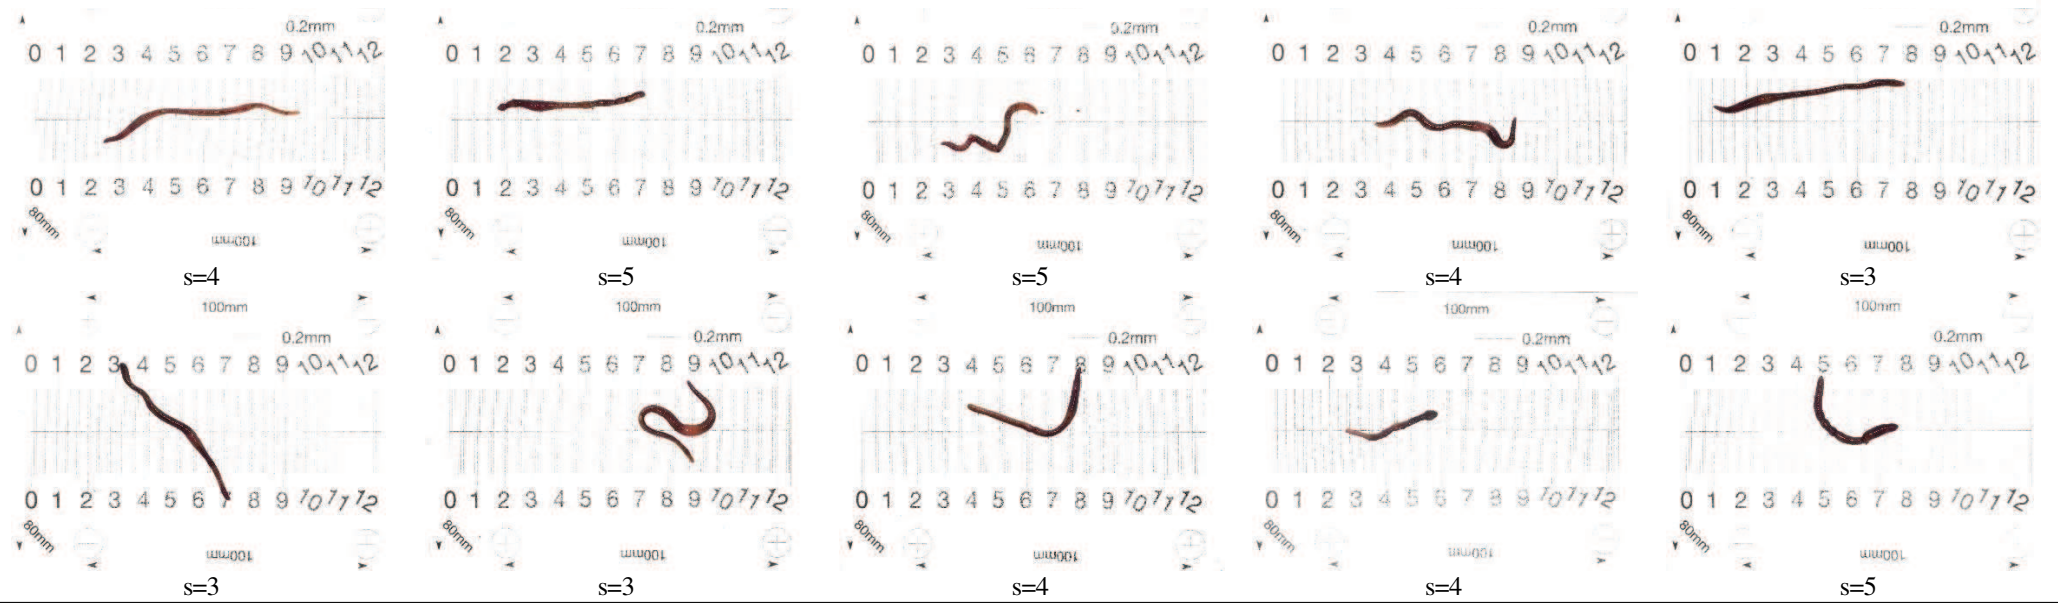 0.2mm 0.2mm 0.2mm 0.2mm 0.2mm
0 1 2 3 4 5 6 7 8 9 10 11 12 0 1 2 3 4 5 6 7 8 9 10 11 12 0 1 2 3 4 5 6 7 8 9 10 11 12 0 1 2 3 4 5 6 7 8 9 10 11 12 0 1 2 3 4 5 6 7 8 9 10 11 12
0 1 2 3 4 5 6 7 8 9 10 11 12 0 1 2 3 4 5 6 7 8 9 10 11 12 0 1 2 3 4 5 6 7 8 9 10 11 12 0 1 2 3 4 5 6 7 8 9 10 11 12 0 1 2 3 4 5 6 7 8 9 10 11 12
80mm 100mm 80mm 100mm 80mm 100mm 80mm 100mm 80mm 100mm
s=4 s=5 s=5 s=4 s=3
100mm 100mm 100mm 100mm 100mm
0.2mm 0.2mm 0.2mm 0.2mm 0.2mm
0 1 2 3 4 5 6 7 8 9 10 11 12 0 1 2 3 4 5 6 7 8 9 10 11 12 0 1 2 3 4 5 6 7 8 9 10 11 12 0 1 2 3 4 5 6 7 8 9 10 11 12 0 1 2 3 4 5 6 7 8 9 10 11 12
0 1 2 3 4 5 6 7 8 9 10 11 12 0 1 2 3 4 5 6 7 8 9 10 11 12 0 1 2 3 4 5 6 7 8 9 10 11 12 0 1 2 3 4 5 6 7 8 9 10 11 12 0 1 2 3 4 5 6 7 8 9 10 11 12
80mm 100mm 80mm 100mm 80mm 100mm 80mm 100mm 80mm 100mm
s=3 s=3 s=4 s=4 s=5